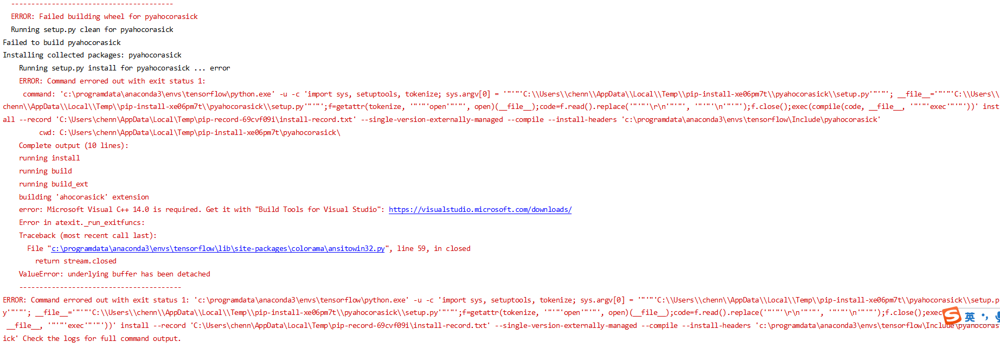 ----------------------------------------
ERROR: Failed building wheel for pyahocorasick
Running setup.py clean for pyahocorasick
Failed to build pyahocorasick
Installing collected packages: pyahocorasick
Running setup.py install for pyahocorasick ... error
ERROR: Command errored out with exit status 1:
command: 'c:\programdata\anaconda3\envs\tensorflow\python.exe' -u -c 'import sys, setuptools, tokenize; sys.argv[0] = '"'"'C:\\Users\\chenn\\AppData\\Local\\Temp\\pip-install-xe06pm7t\\pyahocorasick\\setup.py'"'"'; __file__='"'"'C:\\Users\\
chenn\\AppData\\Local\\Temp\\pip-install-xe06pm7t\\pyahocorasick\\setup.py'"'"';f=getattr(tokenize, '"'"'open'"'"', open)(__file__);code=f.read().replace('"'"'\r\n'"'"', '"'"'\n'"'"');f.close();exec(compile(code, __file__, '"'"'exec'"'"'))' inst
all --record 'C:\Users\chenn\AppData\Local\Temp\pip-record-69cvf09i\install-record.txt' --single-version-externally-managed --compile --install-headers 'c:\programdata\anaconda3\envs\tensorflow\Include\pyahocorasick'
cwd: C:\Users\chenn\AppData\Local\Temp\pip-install-xe06pm7t\pyahocorasick\
Complete output (10 lines):
running install
running build
running build_ext
building 'ahocorasick' extension
error: Microsoft Visual C++ 14.0 is required. Get it with "Build Tools for Visual Studio": https://visualstudio.microsoft.com/downloads/
Error in atexit._run_exitfuncs:
Traceback (most recent call last):
File "c:\programdata\anaconda3\envs\tensorflow\lib\site-packages\colorama\ansitowin32.py", line 59, in closed
return stream.closed
ValueError: underlying buffer has been detached
----------------------------------------
ERROR: Command errored out with exit status 1: 'c:\programdata\anaconda3\envs\tensorflow\python.exe' -u -c 'import sys, setuptools, tokenize; sys.argv[0] = '"'"'C:\\Users\\chenn\\AppData\\Local\\Temp\\pip-install-xe06pm7t\\pyahocorasick\\setup.p
y'"'"'; __file__='"'"'C:\\Users\\chenn\\AppData\\Local\\Temp\\pip-install-xe06pm7t\\pyahocorasick\\setup.py'"'"';f=getattr(tokenize, '"'"'open'"'"', open)(__file__);code=f.read().replace('"'"'\r\n'"'"', '"'"'\n'"'"');f.close();exec
__file__, '"'"'exec'"'"'))' install --record 'C:\Users\chenn\AppData\Local\Temp\pip-record-69cvf09i\install-record.txt' --single-version-externally-managed --compile --install-headers 'c:\programdata\anaconda3\envs\tensorflow\Include\pyahocoras
ick' Check the logs for full command output.
英